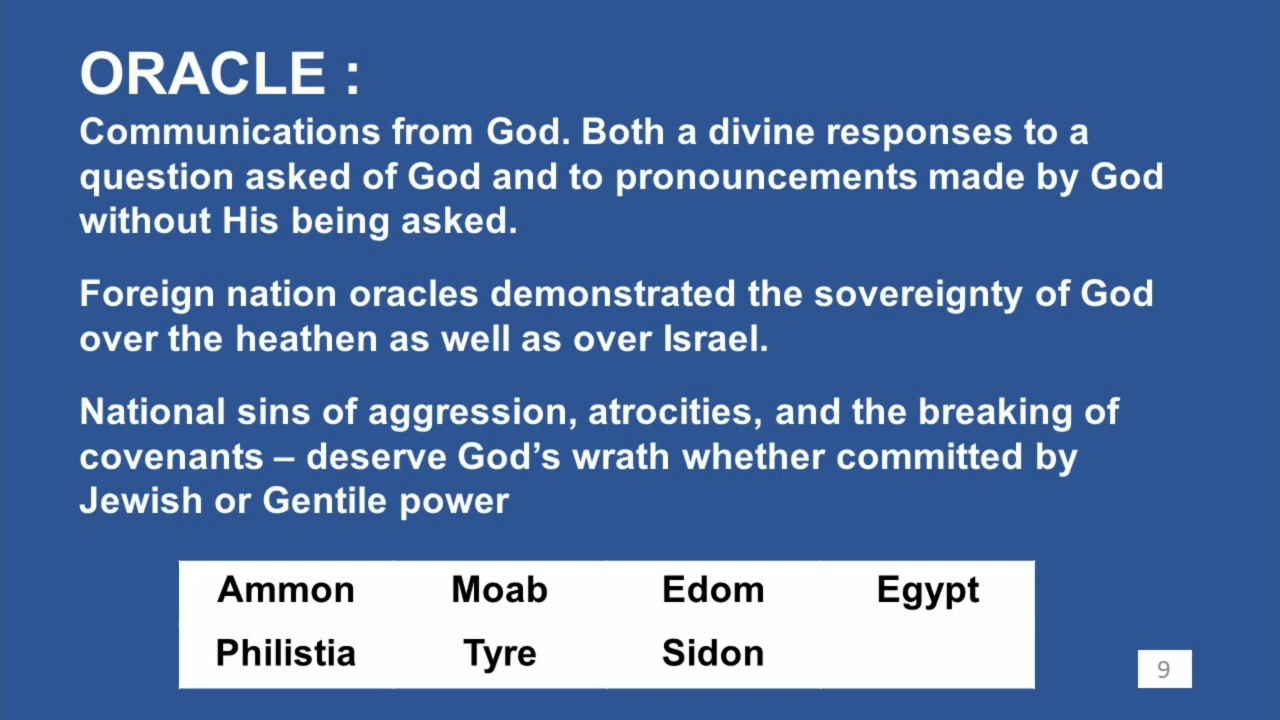 ORACLE :
Communications from God. Both a divine responses to a
question asked of God and to pronouncements made by God
without His being asked.
Foreign nation oracles demonstrated the sovereignty of God
over the heathen as well as over Israel.
National sins of aggression, atrocities, and the breaking of
covenants – deserve God’s wrath whether committed by
Jewish or Gentile power
Ammon Moab Edom Egypt
Philistia Tyre Sidon
9